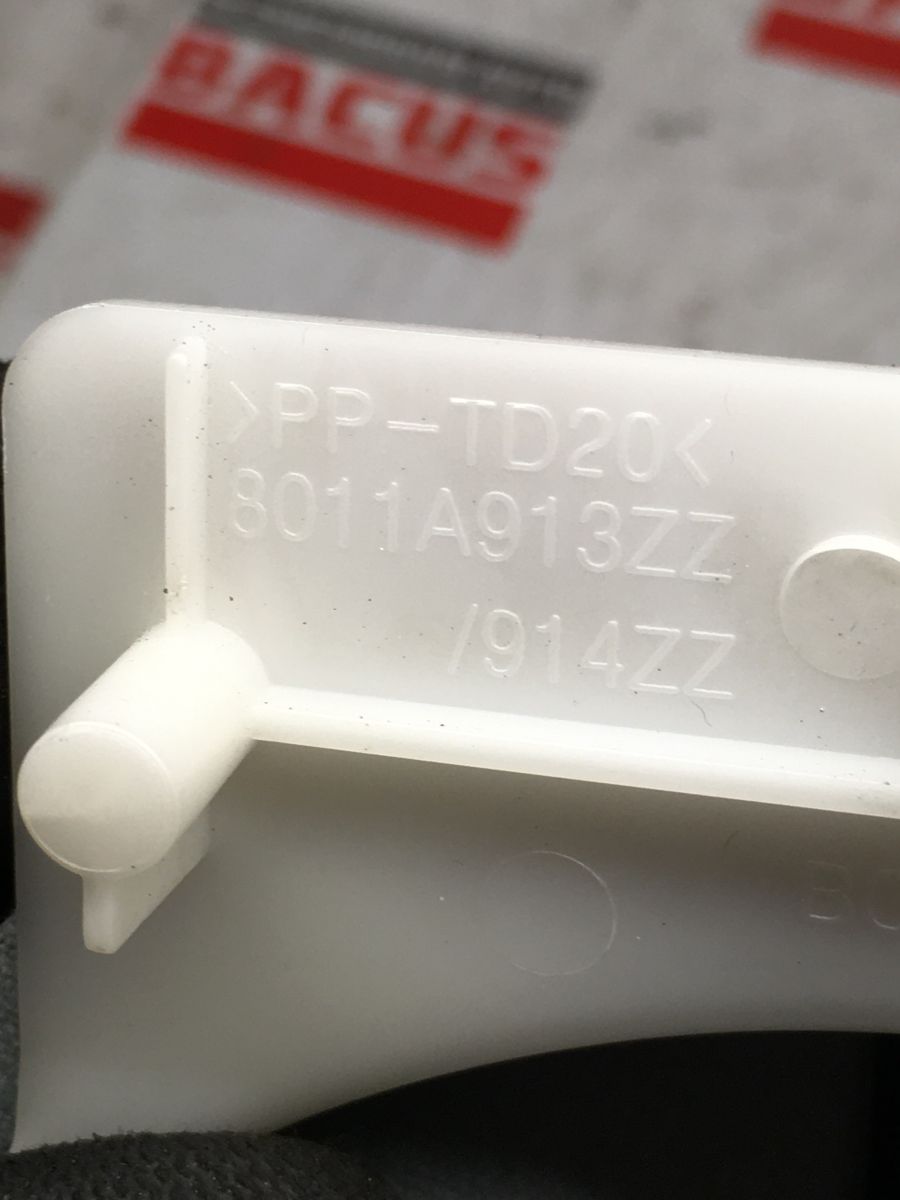 BACUS
>PP-TD20<
8011A913ZZ
/914ZZ